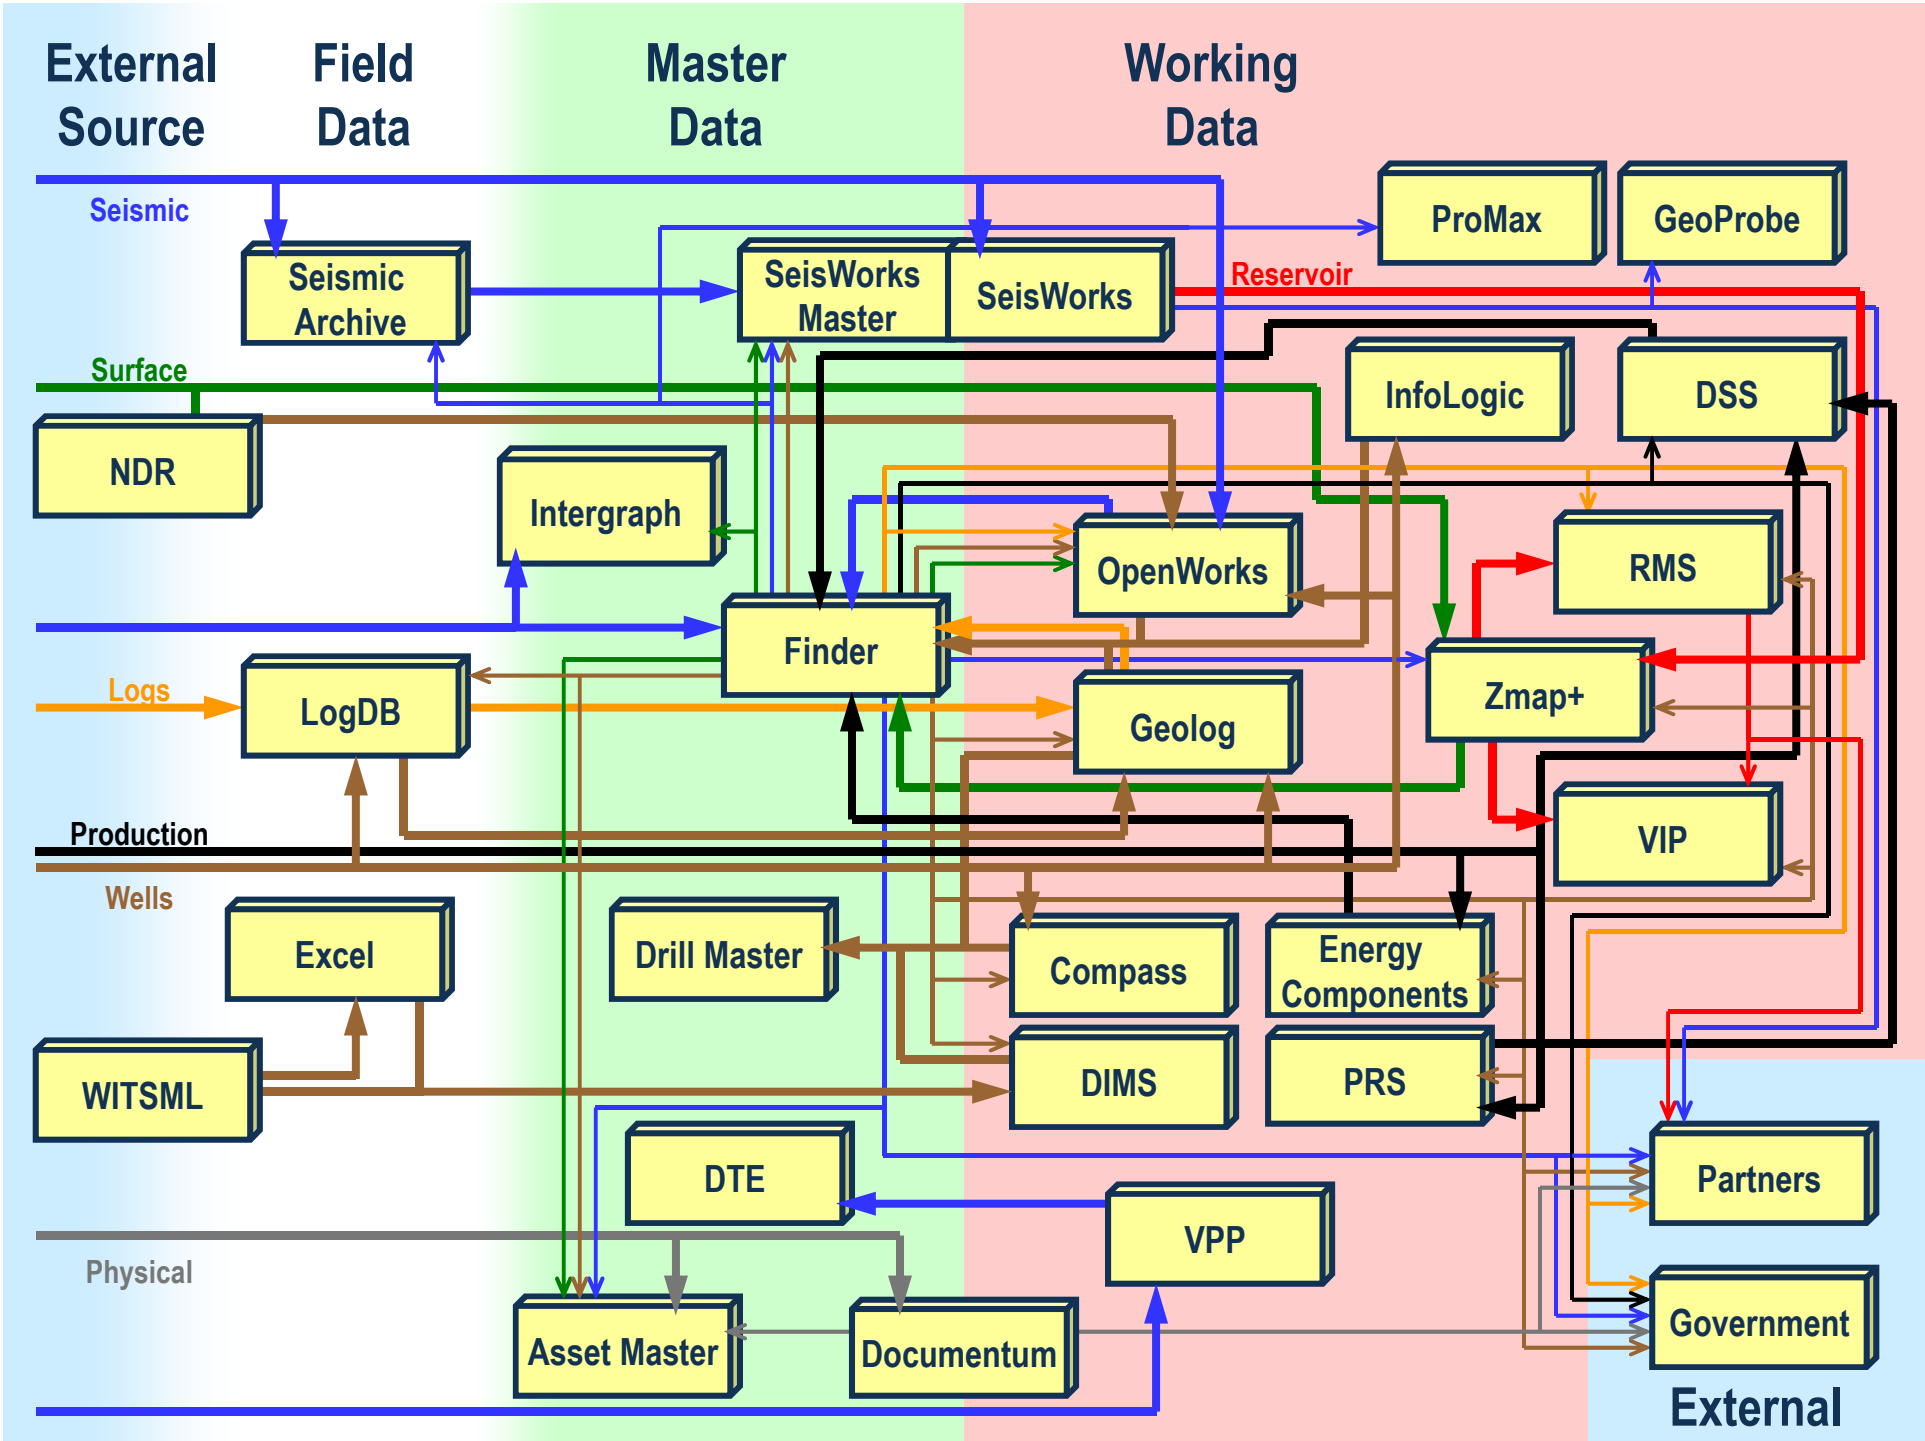 External
Source
Field
Data
Master
Data
Working
Data
Seismic
ProMax
GeoProbe
Seismic
Archive
SeisWorks
Master
SeisWorks
Reservoir
Surface
InfoLogic
DSS
NDR
Intergraph
OpenWorks
RMS
Finder
Logs
LogDB
Geolog
Zmap+
Production
VIP
Wells
Excel
Drill Master
Compass
Energy
Components
WITSML
DIMS
PRS
DTE
VPP
Partners
Physical
Asset Master
Documentum
Government
External